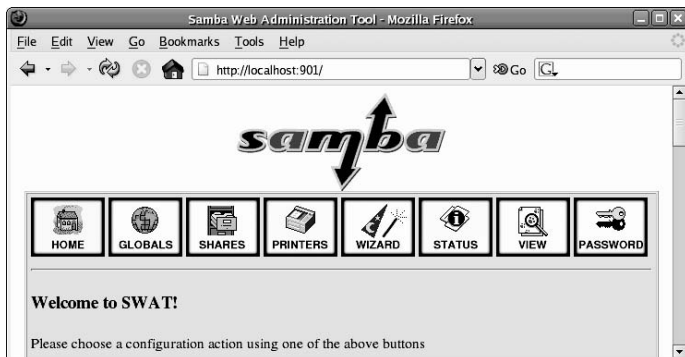 Samba Web Administration Tool - Mozilla Firefox
File Edit View Go Bookmarks Tools Help
http://localhost:901/ Go G
samba
HOME GLOBALS SHARES PRINTERS WIZARD STATUS VIEW PASSWORD
Welcome to SWAT!
Please choose a configuration action using one of the above buttons